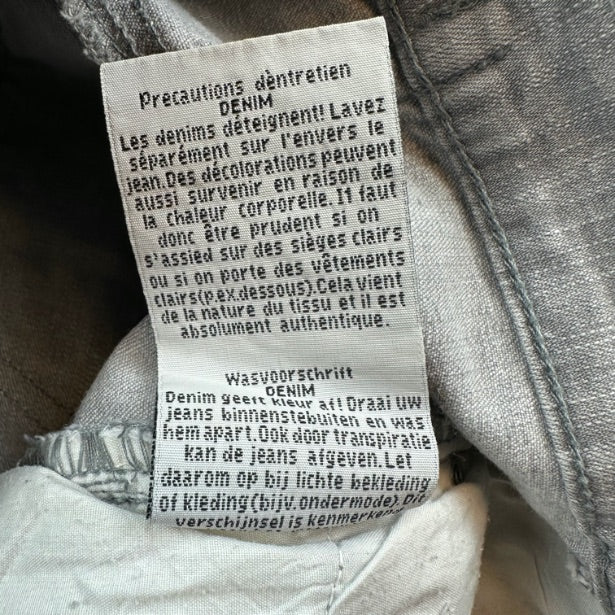 Precautions dèntretien
DENIM
Les denims déteignent! Lavez
séparément sur l'envers le
jean.Des décolorations peuvent
aussi survenir en raison de
la chaleur corporelle.Il faut
donc être prudent si on
s'assied sur des sièges clairs
ou si on porte des vêtements
clairs(p.ex.dessous).Cela vient
de la nature du tissu et il est
absolument authentique.
Wasvoorschrift
DENIM
Denim geeft kleur af! Draai uw
jeans binnenstebuiten en was
hem apart.Ook door transpiratie
kan de jeans afgeven.Let
daarom op bij lichte bekleding
of kleding(bijv.ondermode).Dit
verschijnsel is